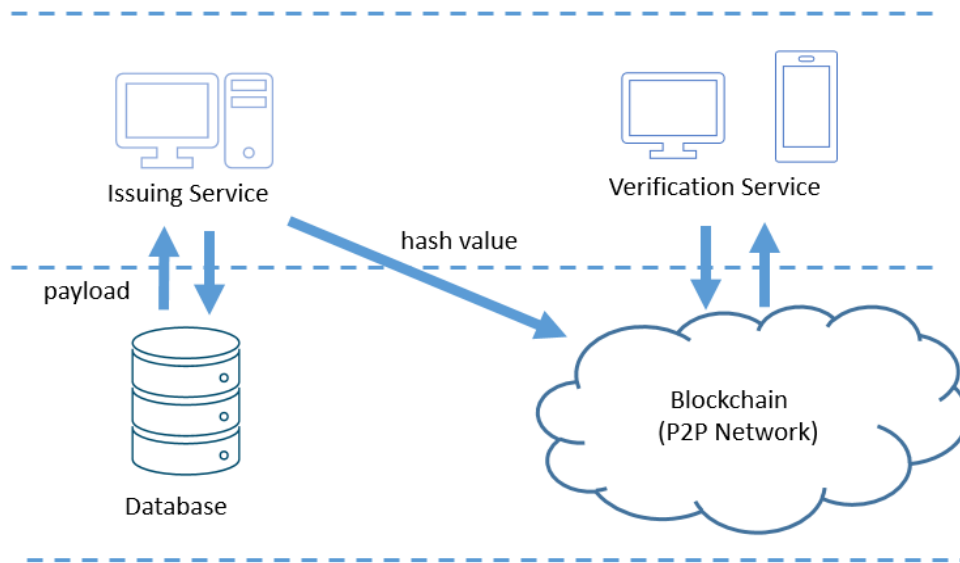 Issuing Service
Verification Service
hash value
payload
Blockchain
(P2P Network)
Database